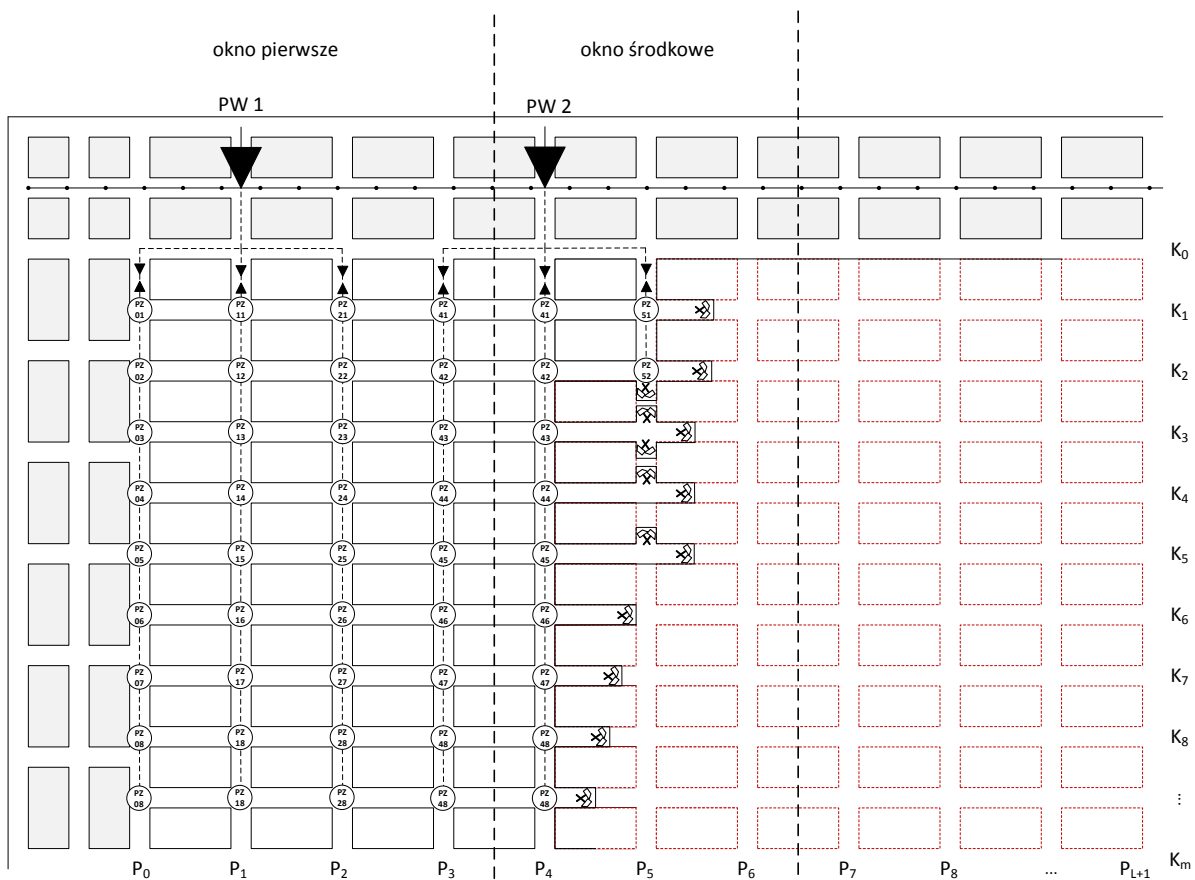 okno pierwsze okno środkowe
PW 1 PW 2
K0
PZ 01 PZ 11 PZ 21 PZ 41 PZ 41 PZ 51 K1
PZ 02 PZ 12 PZ 22 PZ 42 PZ 42 PZ 52 K2
PZ 03 PZ 13 PZ 23 PZ 43 PZ 43 K3
PZ 04 PZ 14 PZ 24 PZ 44 PZ 44 K4
PZ 05 PZ 15 PZ 25 PZ 45 PZ 45 K5
PZ 06 PZ 16 PZ 26 PZ 46 PZ 46 K6
PZ 07 PZ 17 PZ 27 PZ 47 PZ 47 K7
PZ 08 PZ 18 PZ 28 PZ 48 PZ 48 K8
PZ 08 PZ 18 PZ 28 PZ 48 PZ 48 ...
P0 P1 P2 P3 P4 P5 P6 P7 P8 ... PL+1 Km